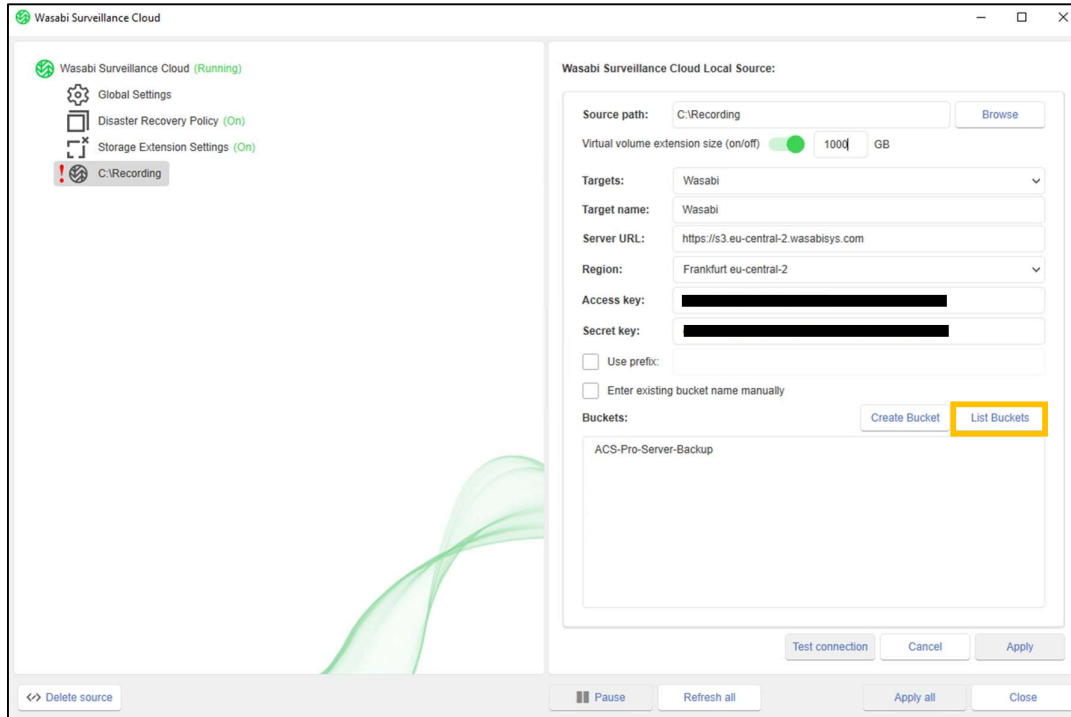 Wasabi Surveillance Cloud
Wasabi Surveillance Cloud (Running)
Global Settings
Disaster Recovery Policy (On)
Storage Extension Settings (On)
! C:\Recording
Wasabi Surveillance Cloud Local Source:
Source path: C:\Recording Browse
Virtual volume extension size (on/off) 1000 GB
Targets: Wasabi
Target name: Wasabi
Server URL: https://s3.eu-central-2.wasabisys.com
Region: Frankfurt eu-central-2
Access key:
Secret key:
Use prefix:
Enter existing bucket name manually
Buckets: Create Bucket List Buckets
ACS-Pro-Server-Backup
Test connection Cancel Apply
Delete source Pause Refresh all Apply all Close